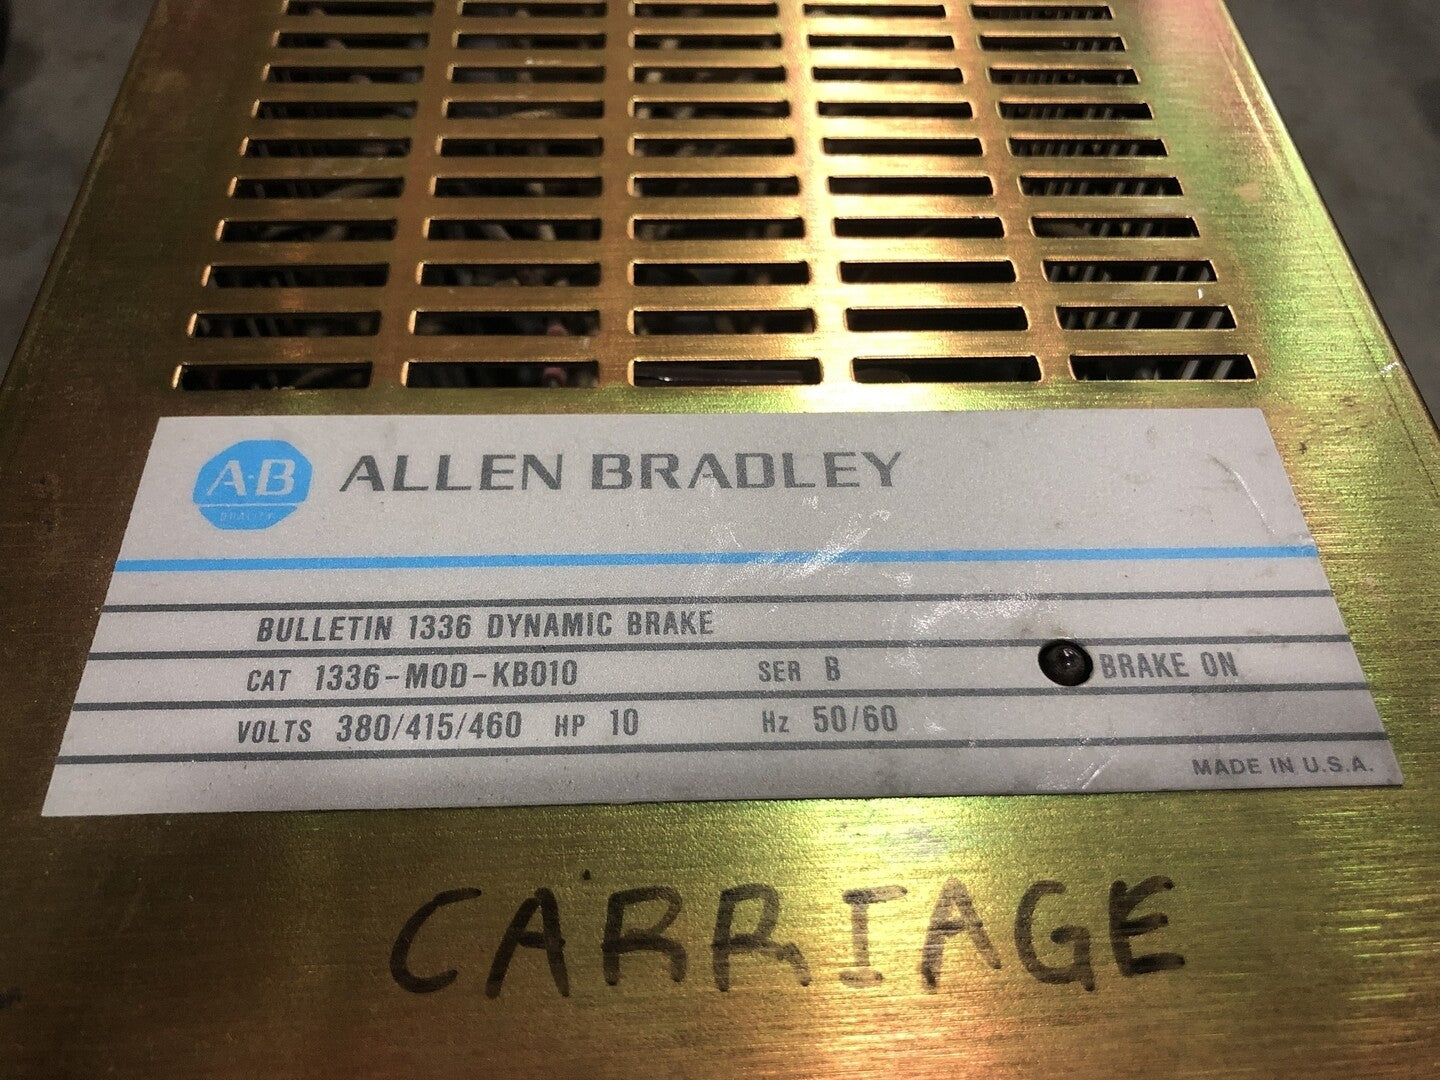 A·B
QUALITY
ALLEN BRADLEY
BULLETIN 1336 DYNAMIC BRAKE
CAT 1336-MOD-KB010 SER B BRAKE ON
VOLTS 380/415/460 HP 10 Hz 50/60
MADE IN U.S.A.
CARRIAGE